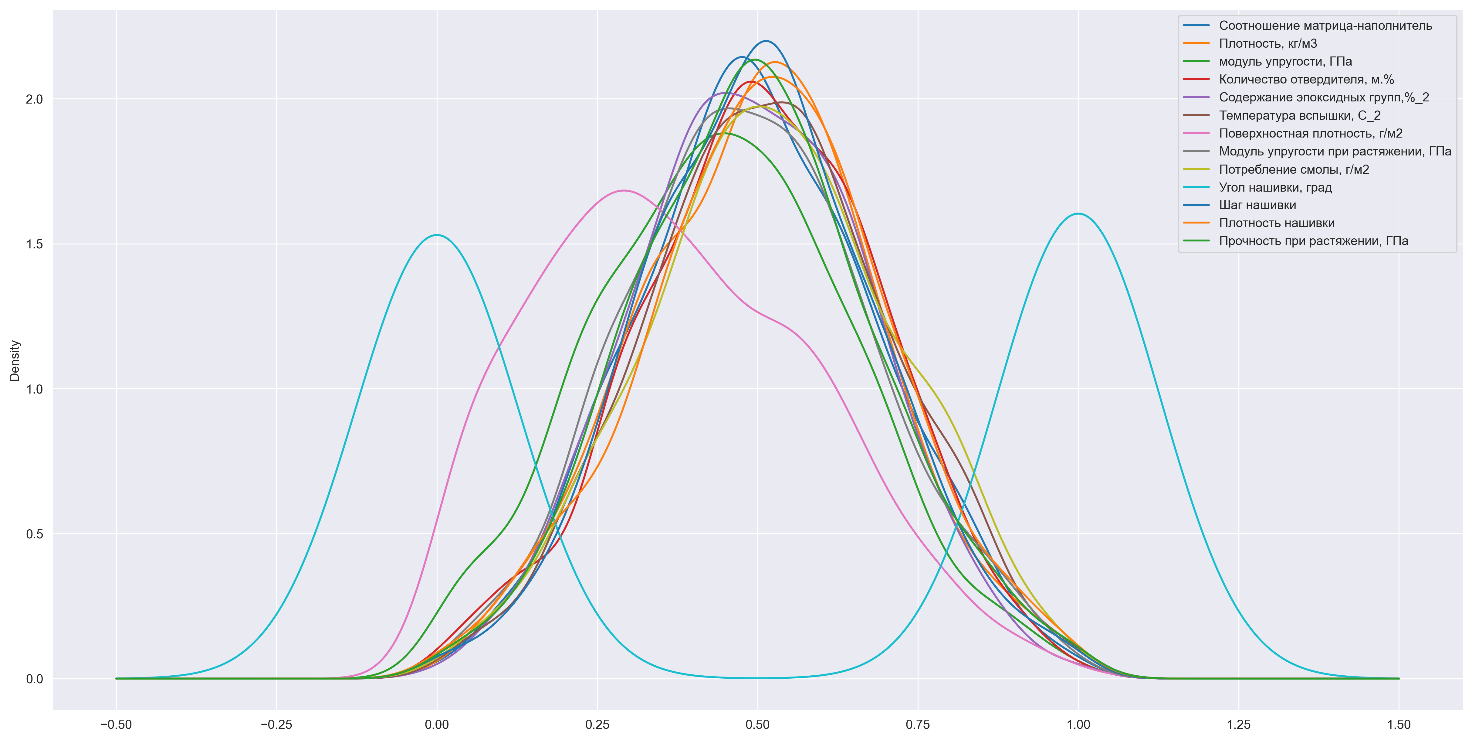 Соотношение матрица-наполнитель
Плотность, кг/м3
модуль упругости, ГПа
Количество отвердителя, м.%
Содержание эпоксидных групп,%_2
Температура вспышки, С_2
Поверхностная плотность, г/м2
Модуль упругости при растяжении, ГПа
Потребление смолы, г/м2
Угол нашивки, град
Шаг нашивки
Плотность нашивки
Прочность при растяжении, ГПа
Density
2.0
1.5
1.0
0.5
0.0
−0.50 −0.25 0.00 0.25 0.50 0.75 1.00 1.25 1.50